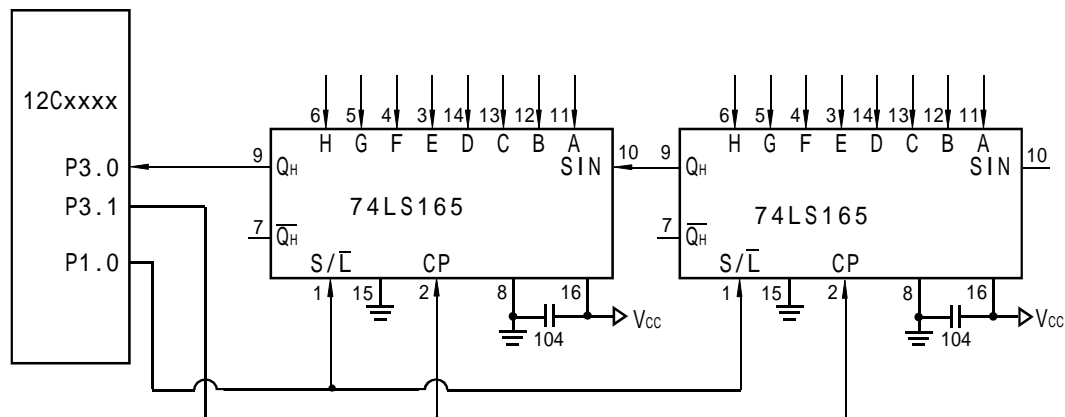 6 5 4 3 14 13 12 11 6 5 4 3 14 13 12 11
12Cxxxx
H G F E D C B A H G F E D C B A
P3.0 9 QH SIN 10 9 QH SIN 10
P3.1 74LS165 74LS165
7 Q̅H 7 Q̅H
P1.0 S/L̅ CP S/L̅ CP
1 15 2 8 16 1 15 2 8 16
VCC VCC
104 104